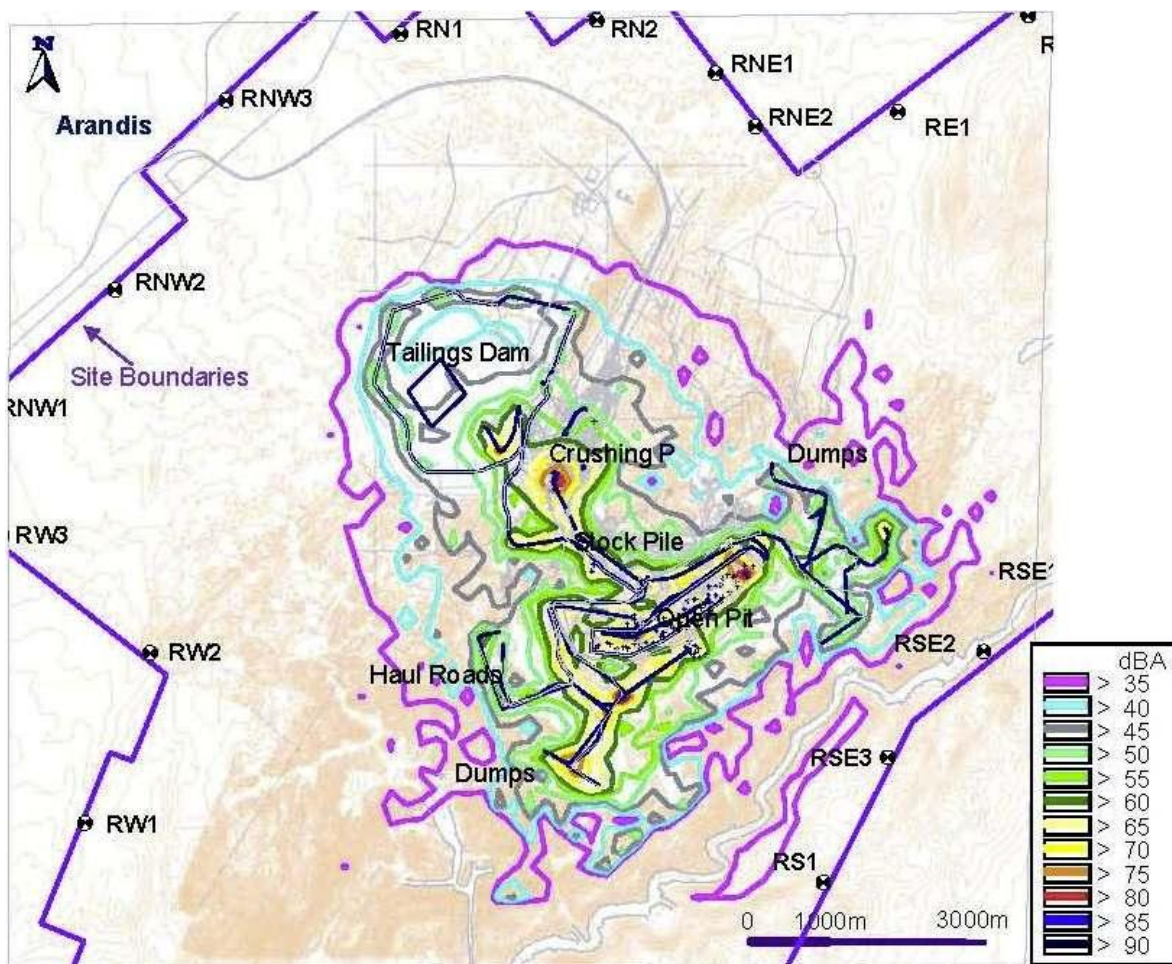 RN1
RN2
R
N
RNE1
RNW3
RNE2
RE1
Arandis
RNW2
Tailings Dam
Site Boundaries
RNW1
Crushing P
Dumps
RW3
Stock Pile
RSE1
Open Pit
RW2
RSE2
Haul Roads
RSE3
Dumps
RW1
RS1
0 1000m 3000m
dBA
> 35
> 40
> 45
> 50
> 55
> 60
> 65
> 70
> 75
> 80
> 85
> 90